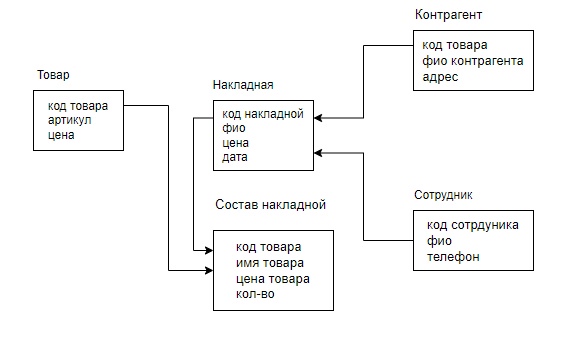 Контрагент
код товара
фио контрагента
адрес
Товар
код товара
артикул
цена
Накладная
код накладной
фио
цена
дата
Состав накладной
код товара
имя товара
цена товара
кол-во
Сотрудник
код сотрдуника
фио
телефон